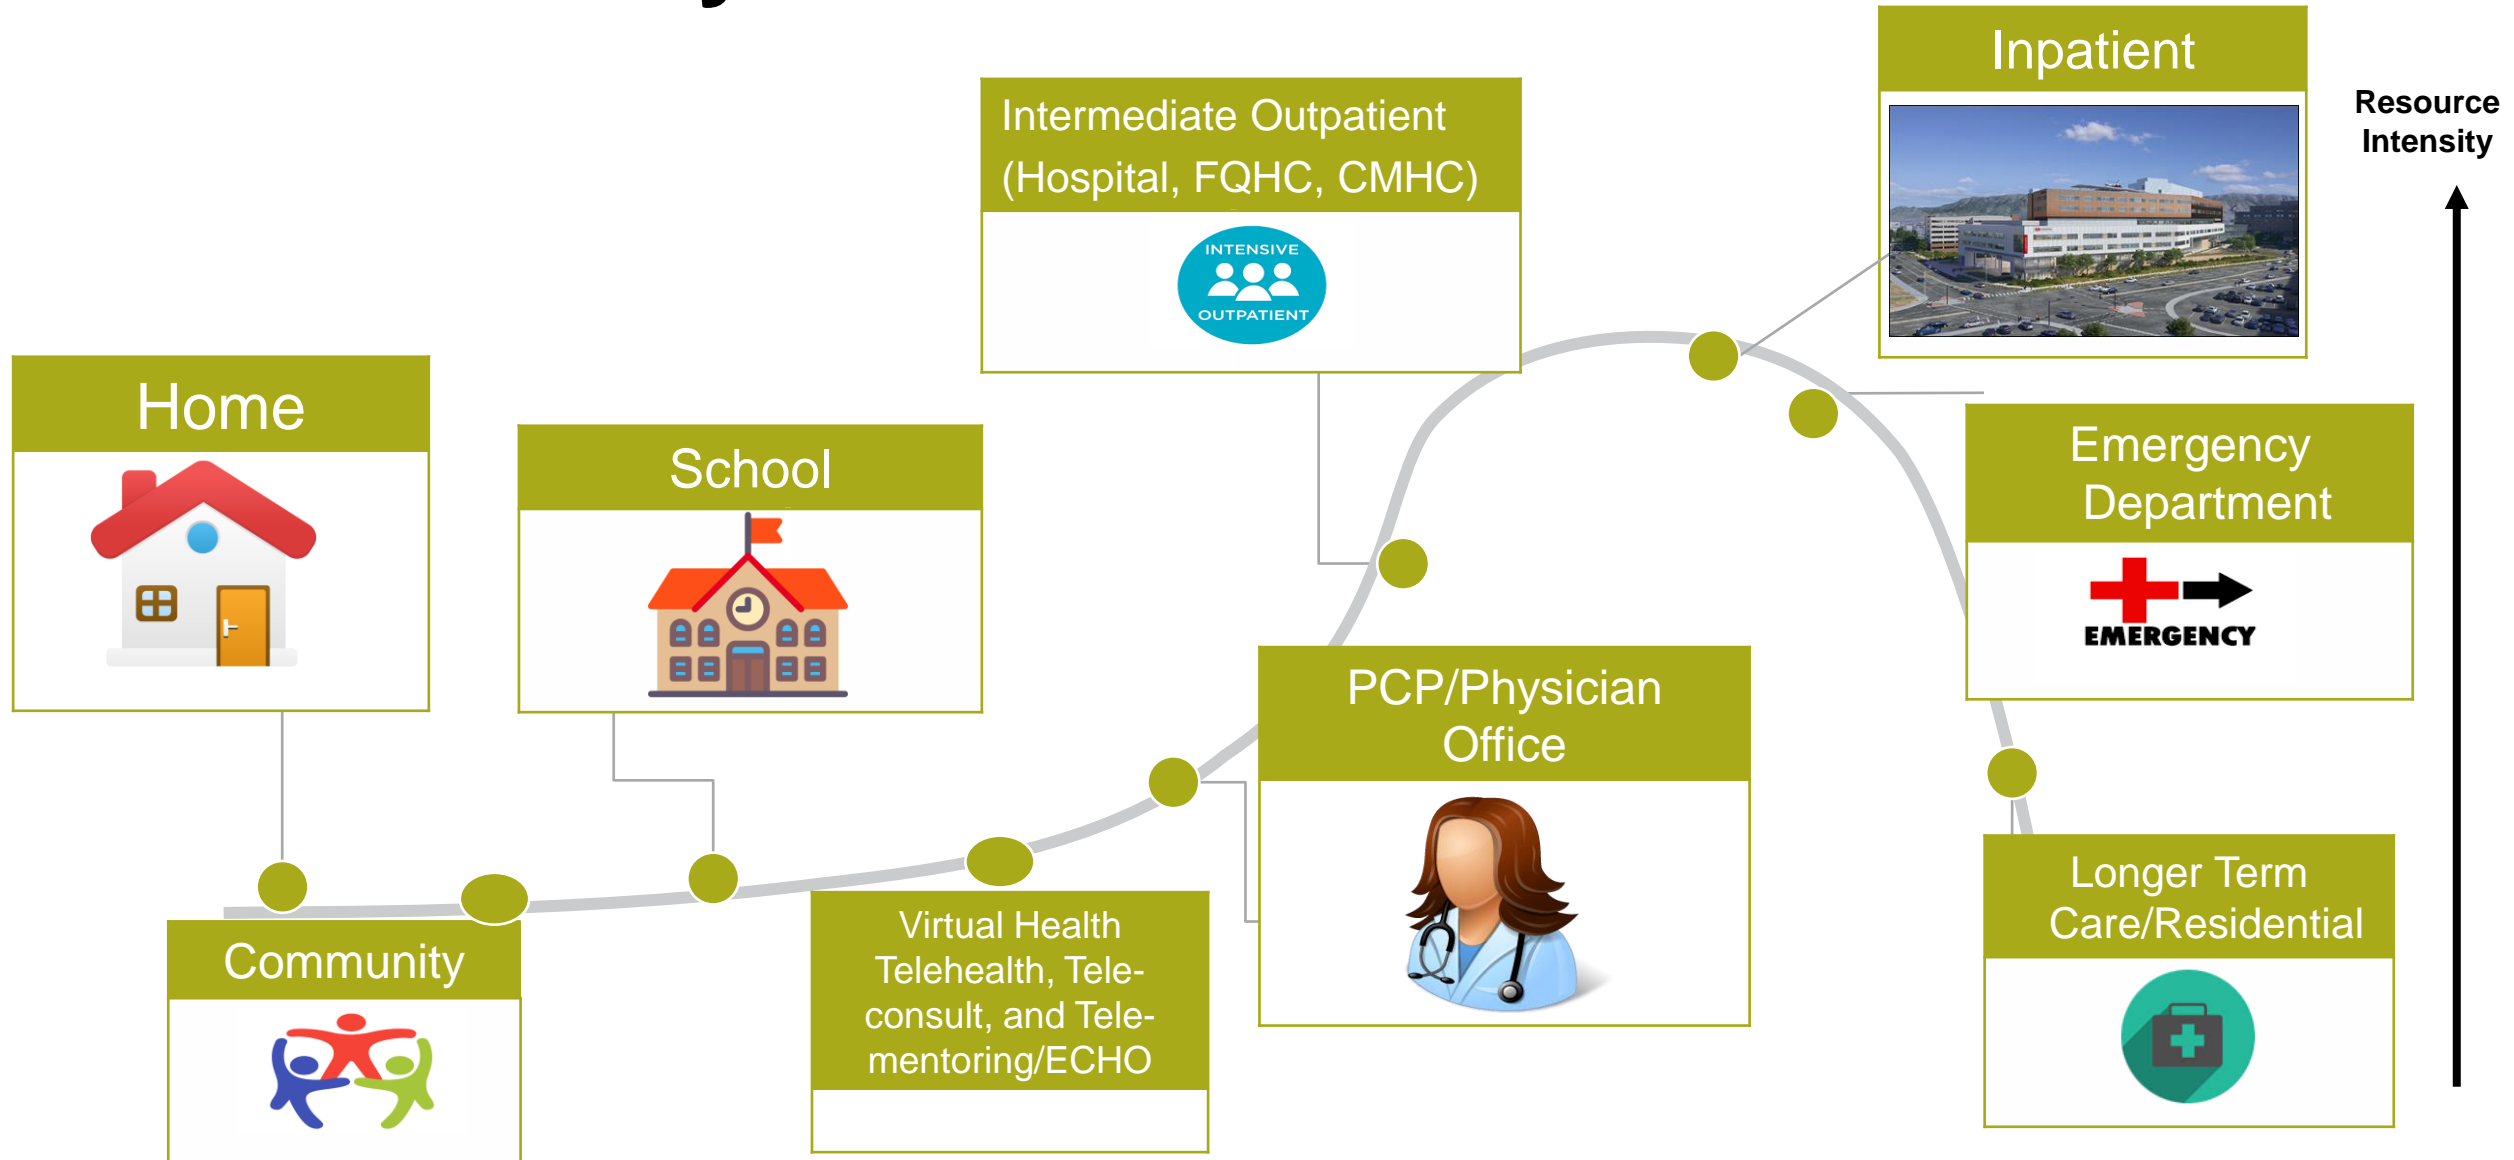 Inpatient
Resource
Intensity
Intermediate Outpatient
(Hospital, FQHC, CMHC)
INTENSIVE
OUTPATIENT
Home
School
Emergency
Department
EMERGENCY
PCP/Physician
Office
Longer Term
Care/Residential
Community
Virtual Health
Telehealth, Tele-
consult, and Tele-
mentoring/ECHO